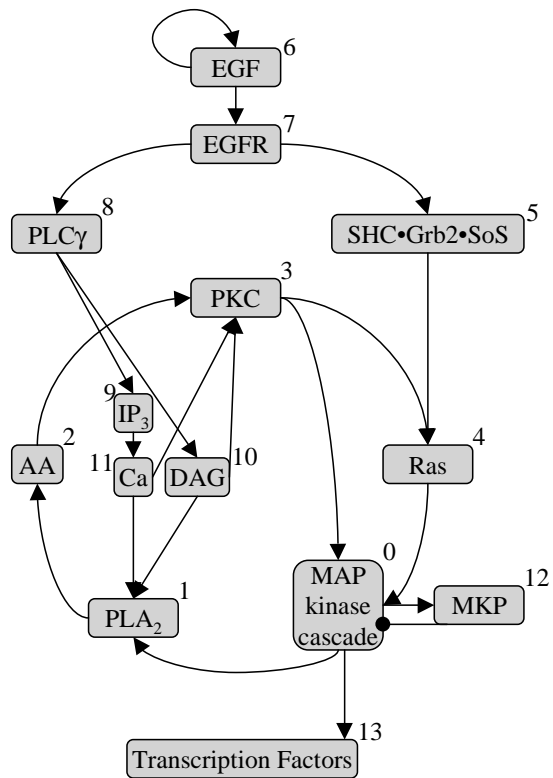 6
EGF
7
EGFR
8
PLCγ
5
SHC•Grb2•SoS
3
PKC
9
IP₃
2
AA
11
Ca
10
DAG
4
Ras
0
MAP
kinase
cascade
12
MKP
1
PLA₂
13
Transcription Factors